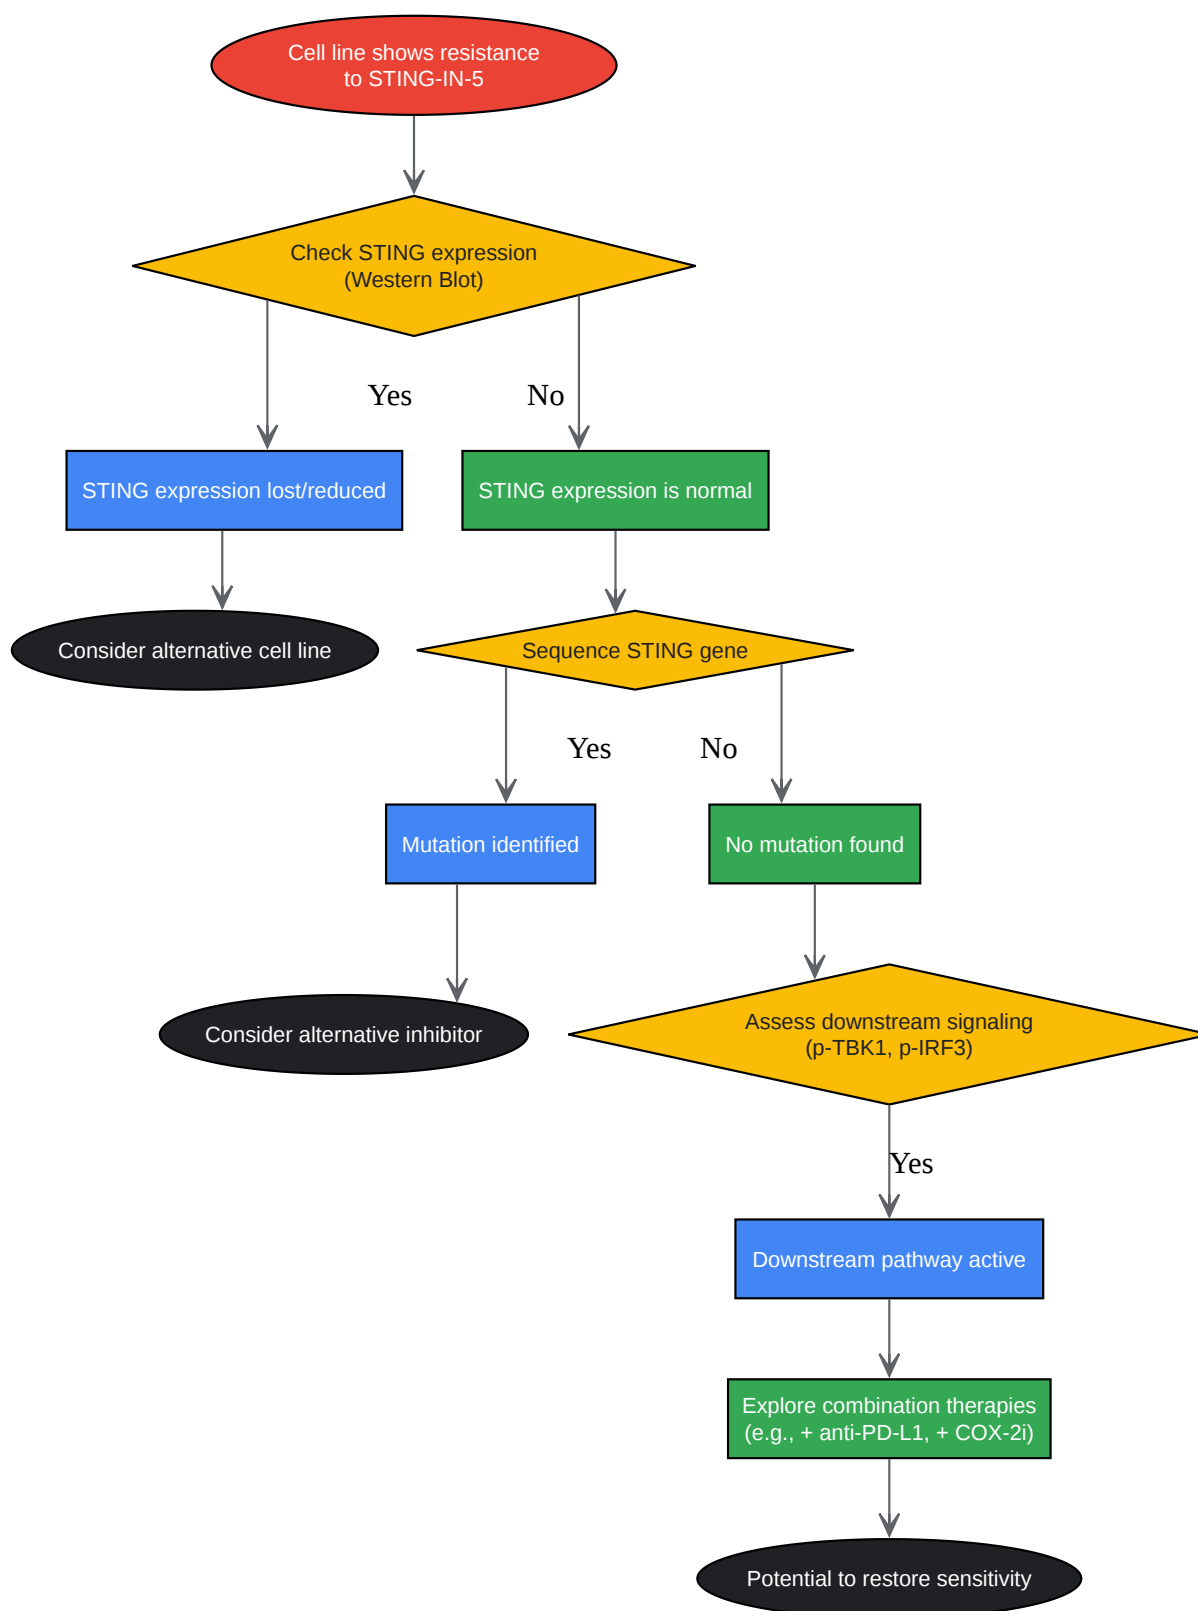 Cell line shows resistance
to STING-IN-5
Check STING expression
(Western Blot)
Yes
No
STING expression lost/reduced
STING expression is normal
Consider alternative cell line
Sequence STING gene
Yes
No
Mutation identified
No mutation found
Consider alternative inhibitor
Assess downstream signaling
(p-TBK1, p-IRF3)
Yes
Downstream pathway active
Explore combination therapies
(e.g., + anti-PD-L1, + COX-2i)
Potential to restore sensitivity